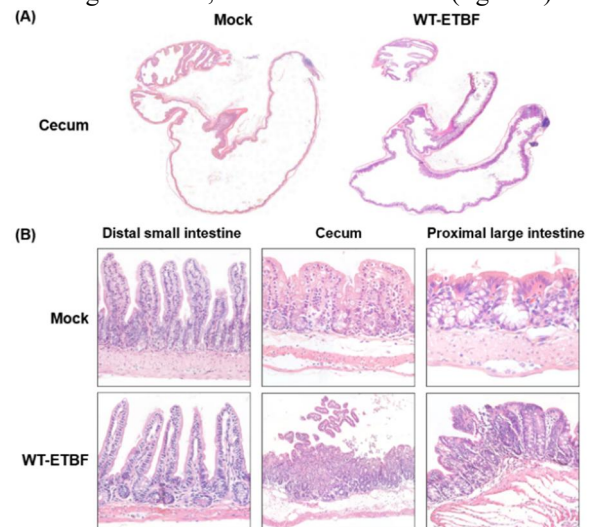 (A)
Mock
WT-ETBF
Cecum
(B)
Distal small intestine
Cecum
Proximal large intestine
Mock
WT-ETBF